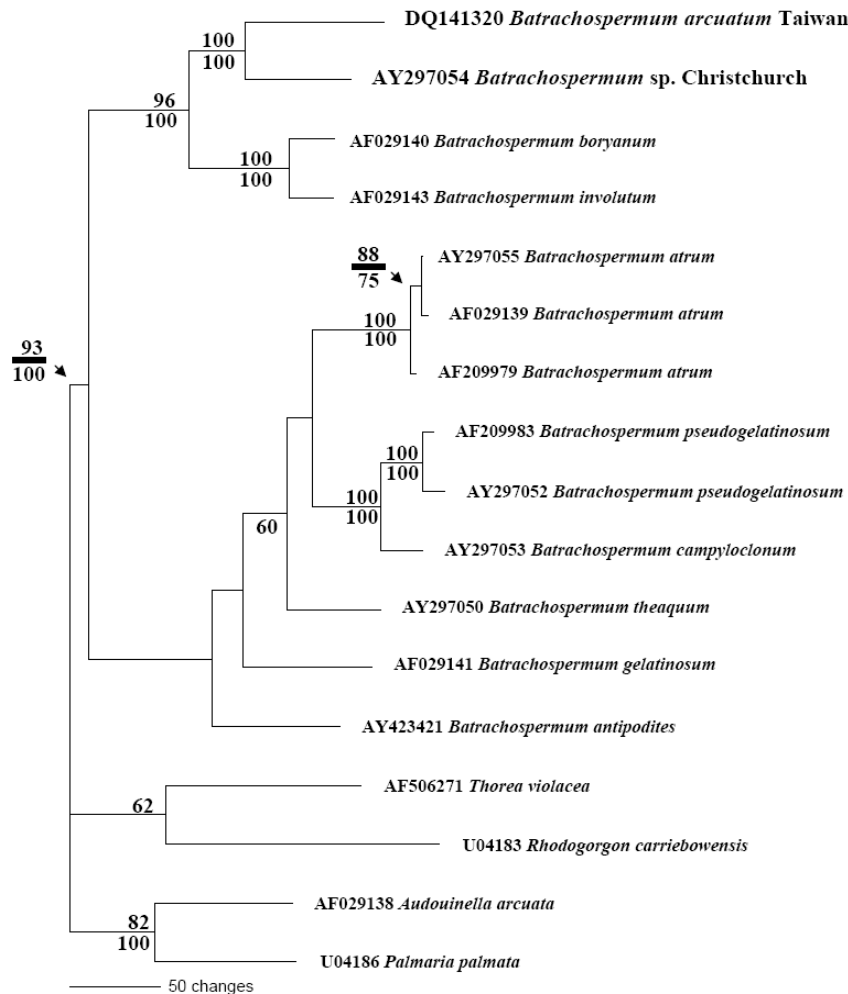 DQ141320 Batrachospermum arcuatum Taiwan
100
100
AY297054 Batrachospermum sp. Christchurch
96
100
AF029140 Batrachospermum boryanum
100
100
AF029143 Batrachospermum involutum
88
75
AY297055 Batrachospermum atrum
AF029139 Batrachospermum atrum
100
100
93
100
AF209979 Batrachospermum atrum
AF209983 Batrachospermum pseudogelatinosum
100
100
AY297052 Batrachospermum pseudogelatinosum
100
100
60
AY297053 Batrachospermum campyloclonum
AY297050 Batrachospermum theaquum
AF029141 Batrachospermum gelatinosum
AY423421 Batrachospermum antipodites
AF506271 Thorea violacea
62
U04183 Rhodogorgon carriebowensis
AF029138 Audouinella arcuata
82
100
U04186 Palmaria palmata
50 changes